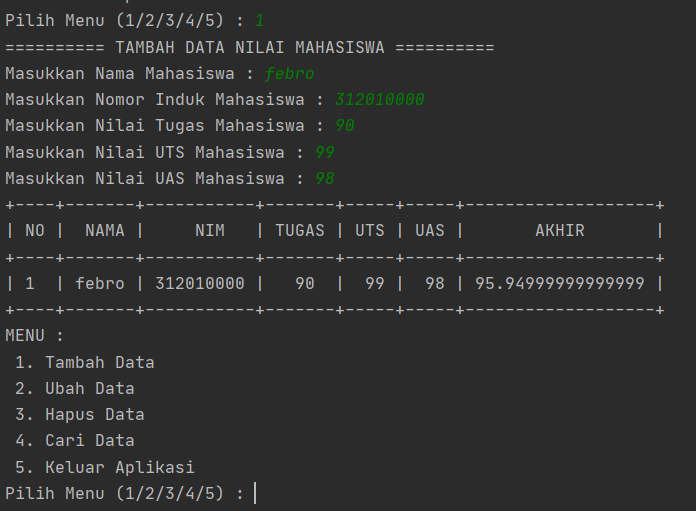 Pilih Menu (1/2/3/4/5) : 1
========== TAMBAH DATA NILAI MAHASISWA ==========
Masukkan Nama Mahasiswa : febro
Masukkan Nomor Induk Mahasiswa : 312010000
Masukkan Nilai Tugas Mahasiswa : 90
Masukkan Nilai UTS Mahasiswa : 99
Masukkan Nilai UAS Mahasiswa : 98
+----+-------+-----------+-------+-----+-----+-------------------+
| NO |  NAMA |     NIM   | TUGAS | UTS | UAS |       AKHIR       |
+----+-------+-----------+-------+-----+-----+-------------------+
| 1  | febro | 312010000 |   90  |  99 |  98 | 95.94999999999999 |
+----+-------+-----------+-------+-----+-----+-------------------+
MENU :
 1. Tambah Data
 2. Ubah Data
 3. Hapus Data
 4. Cari Data
 5. Keluar Aplikasi
Pilih Menu (1/2/3/4/5) :